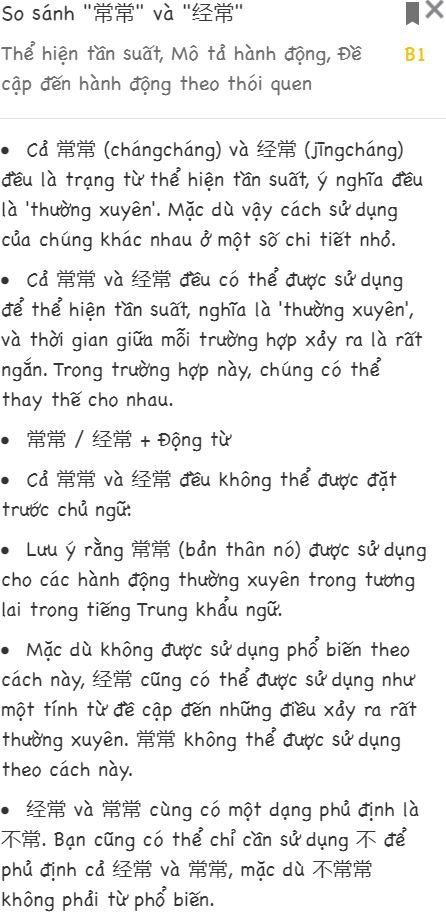 So sánh "常常" và "经常"
Thể hiện tần suất, Mô tả hành động, Đề
B1
cập đến hành động theo thói quen
• Cả 常常 (chángcháng) và 经常 (jīngcháng)
đều là trạng từ thể hiện tần suất, ý nghĩa đều
là 'thường xuyên'. Mặc dù vậy cách sử dụng
của chúng khác nhau ở một số chi tiết nhỏ.
• Cả 常常 và 经常 đều có thể được sử dụng
để thể hiện tần suất, nghĩa là 'thường xuyên',
và thời gian giữa mỗi trường hợp xảy ra là rất
ngắn. Trong trường hợp này, chúng có thể
thay thế cho nhau.
• 常常 / 经常 + Động từ
• Cả 常常 và 经常 đều không thể được đặt
trước chủ ngữ.
• Lưu ý rằng 常常 (bản thân nó) được sử dụng
cho các hành động thường xuyên trong tương
lai trong tiếng Trung khẩu ngữ.
• Mặc dù không được sử dụng phổ biến theo
cách này, 经常 cũng có thể được sử dụng như
một tính từ đề cập đến những điều xảy ra rất
thường xuyên. 常常 không thể được sử dụng
theo cách này.
• 经常 và 常常 cùng có một dạng phủ định là
不常. Bạn cũng có thể chỉ cần sử dụng 不 để
phủ định cả 经常 và 常常, mặc dù 不常常
không phải từ phổ biến.